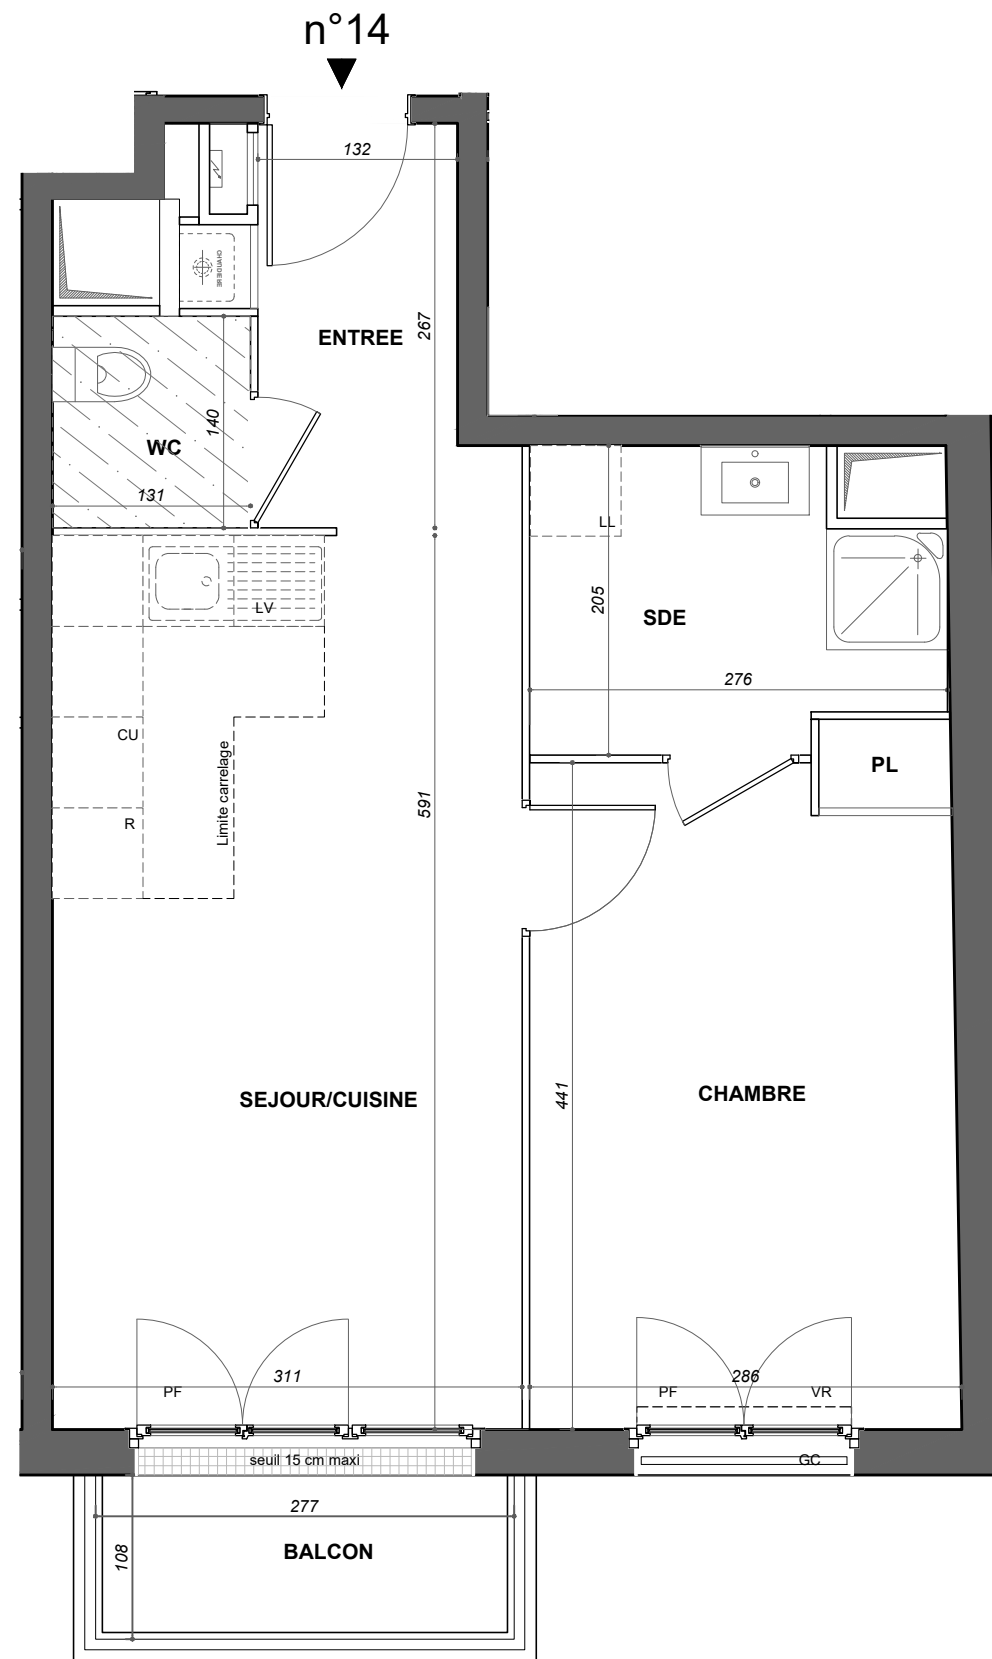 n°14
132
CHAUDIERE
ENTREE
267
140
WC
131
LL
LV
205
SDE
276
CU
PL
Limite carrelage
591
R
441
CHAMBRE
SEJOUR/CUISINE
311
286
PF
PF
VR
seuil 15 cm maxi
GC
277
BALCON
108